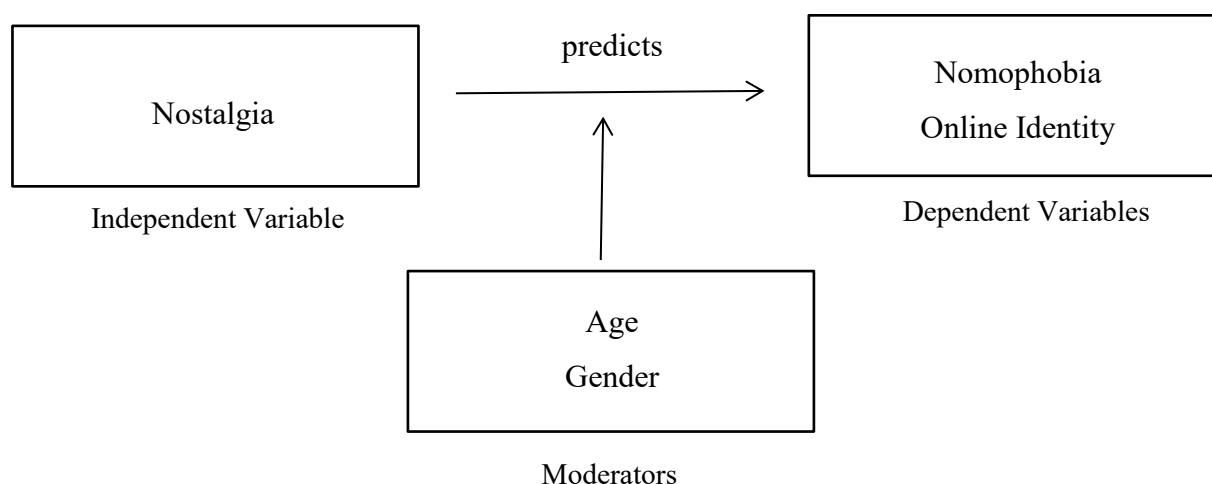 predicts
Nostalgia
Nomophobia
Online Identity
Independent Variable
Dependent Variables
Age
Gender
Moderators